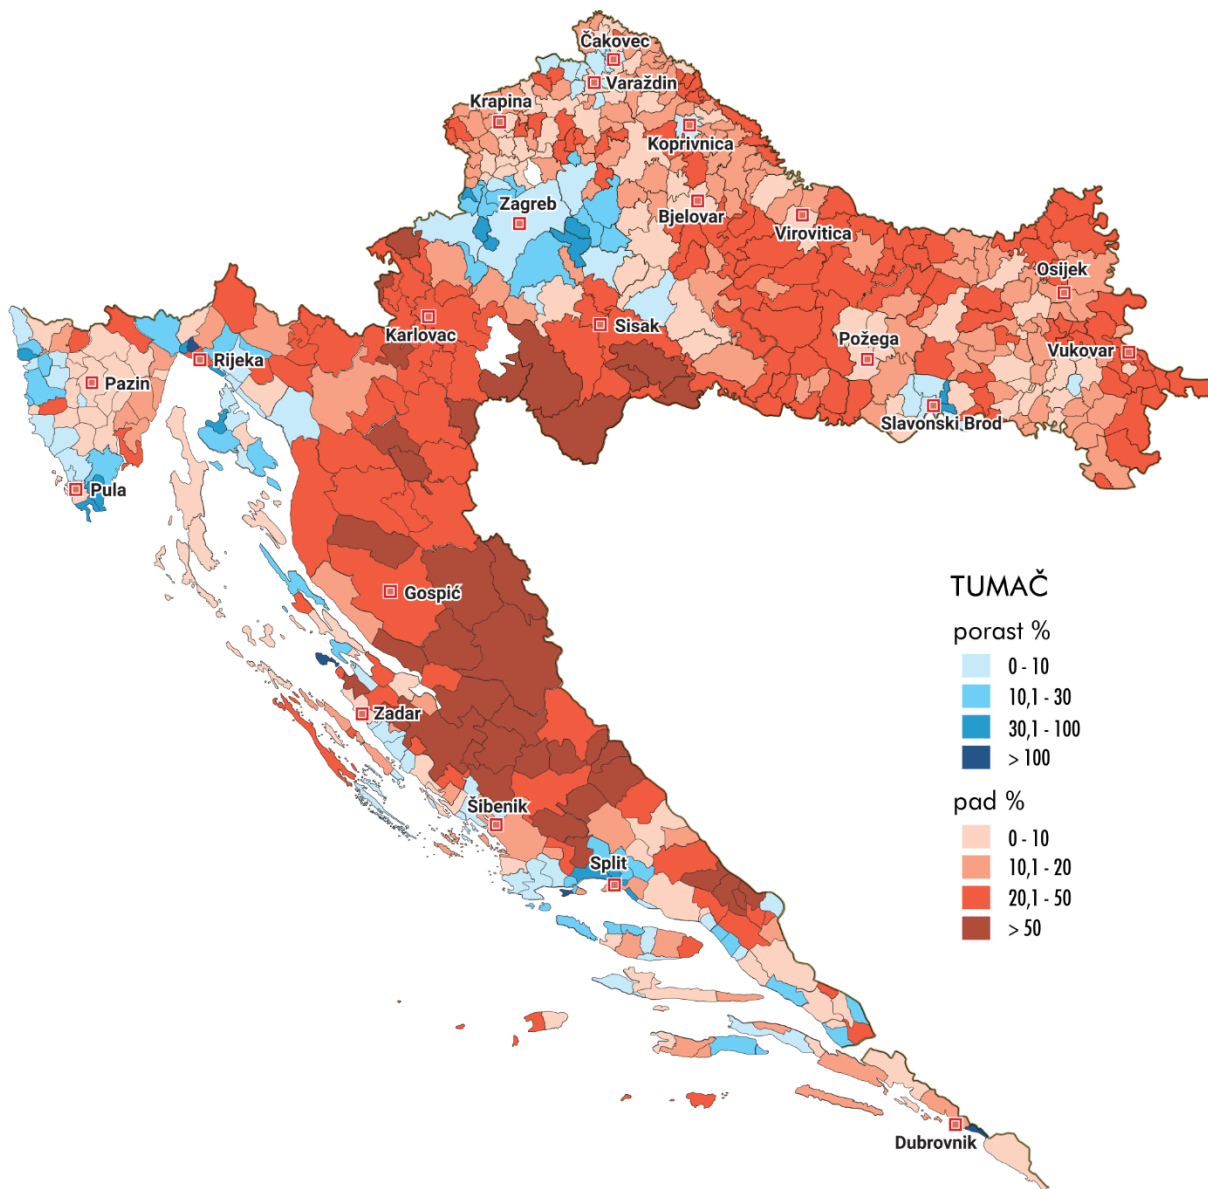 Čakovec
Varaždin
Krapina
Koprivnica
Zagreb
Bjelovar
Virovitica
Osijek
Karlovac
Sisak
Požega
Vukovar
Rijeka
Pazin
Slavonski Brod
Pula
Gospić
Zadar
Šibenik
Split
Dubrovnik
TUMAČ
porast %
0 - 10
10,1 - 30
30,1 - 100
> 100
pad %
0 - 10
10,1 - 20
20,1 - 50
> 50